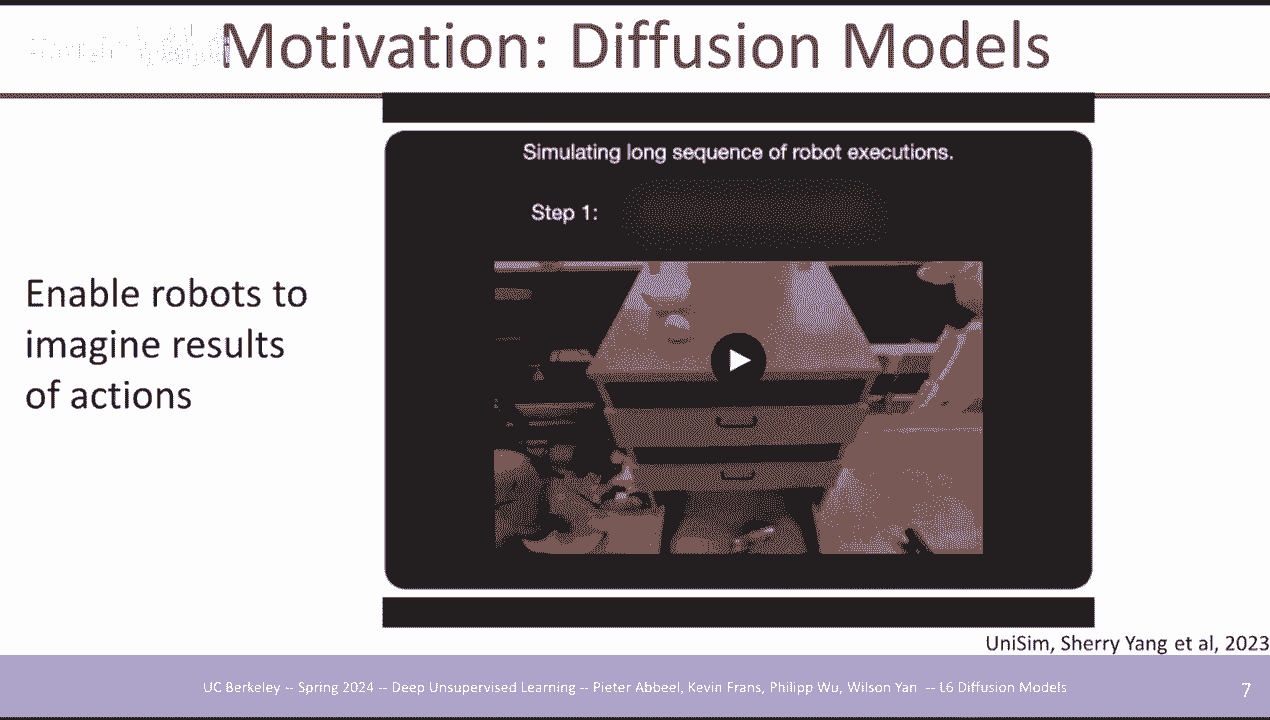 Motivation: Diffusion Models
Simulating long sequence of robot executions.
Step 1:
Enable robots to
imagine results
of actions
UniSim, Sherry Yang et al, 2023
UC Berkeley -- Spring 2024 -- Deep Unsupervised Learning -- Pieter Abbeel, Kevin Frans, Philipp Wu, Wilson Yan -- L6 Diffusion Models
7